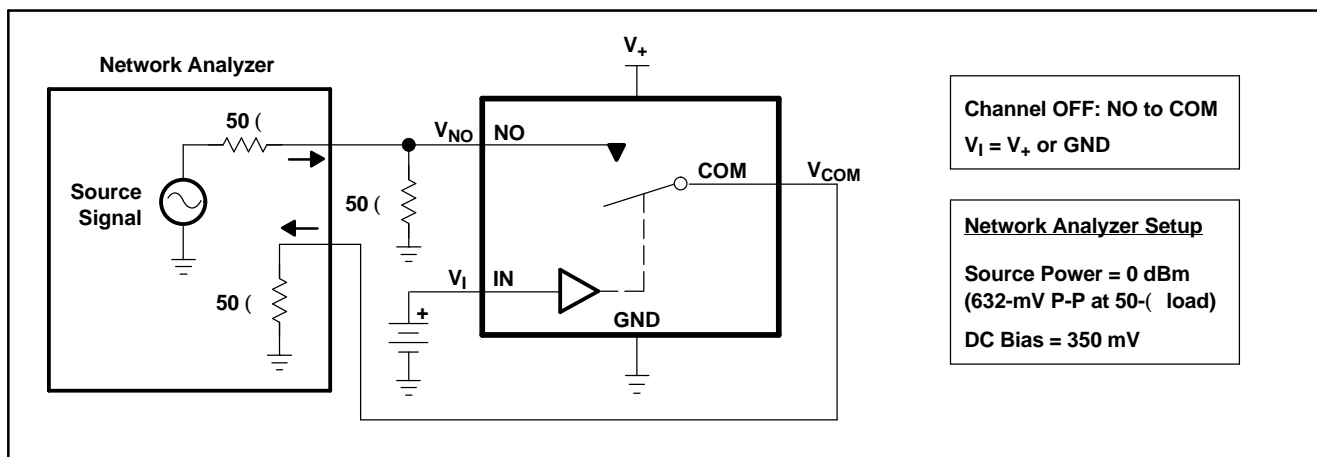 Network Analyzer
50 (
Source
Signal
50 (
50 (
V+
VNO
NO
COM
VCOM
VI
IN
+
GND
Channel OFF: NO to COM
VI = V+ or GND
Network Analyzer Setup
Source Power = 0 dBm
(632-mV P-P at 50-( load)
DC Bias = 350 mV